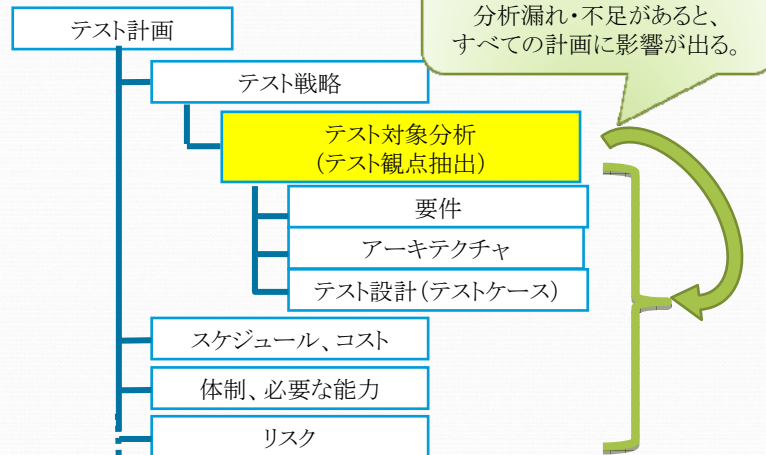 分析漏れ・不足があると、
すべての計画に影響が出る。
テスト計画
テスト戦略
テスト対象分析
(テスト観点抽出)
要件
アーキテクチャ
テスト設計(テストケース)
スケジュール、コスト
体制、必要な能力
リスク